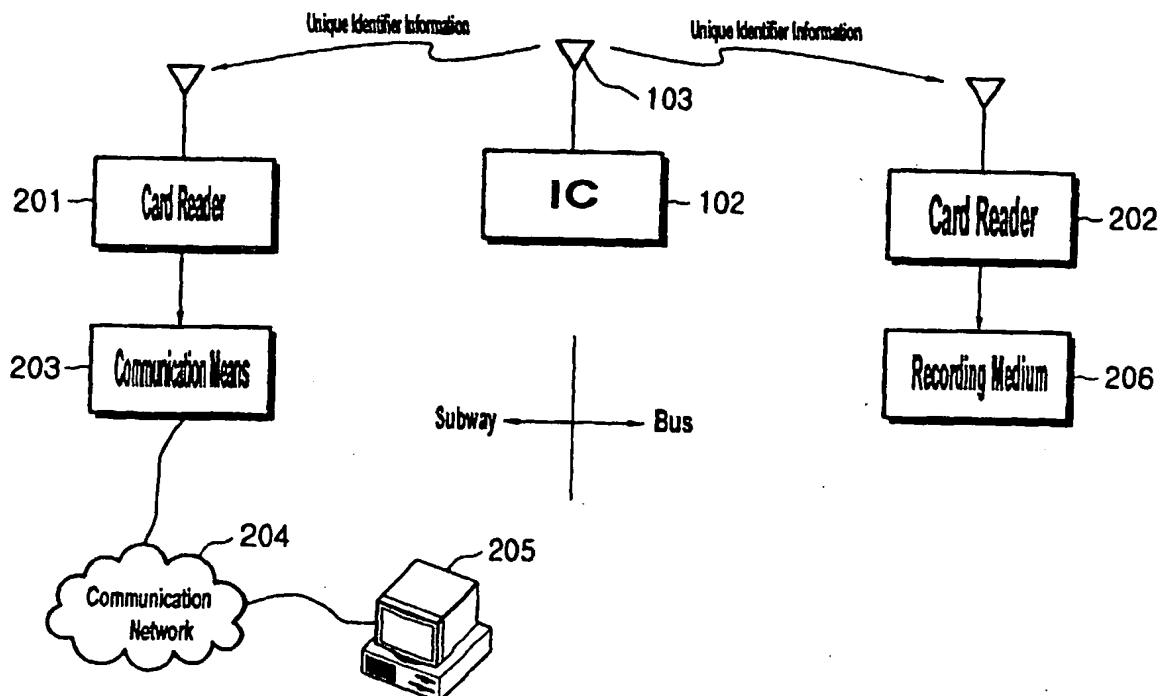 Unique Identifier Information
Unique Identifier Information
103
201
Card Reader
IC
102
Card Reader
202
203
Communication Means
Recording Medium
206
Subway
Bus
204
205
Communication
Network